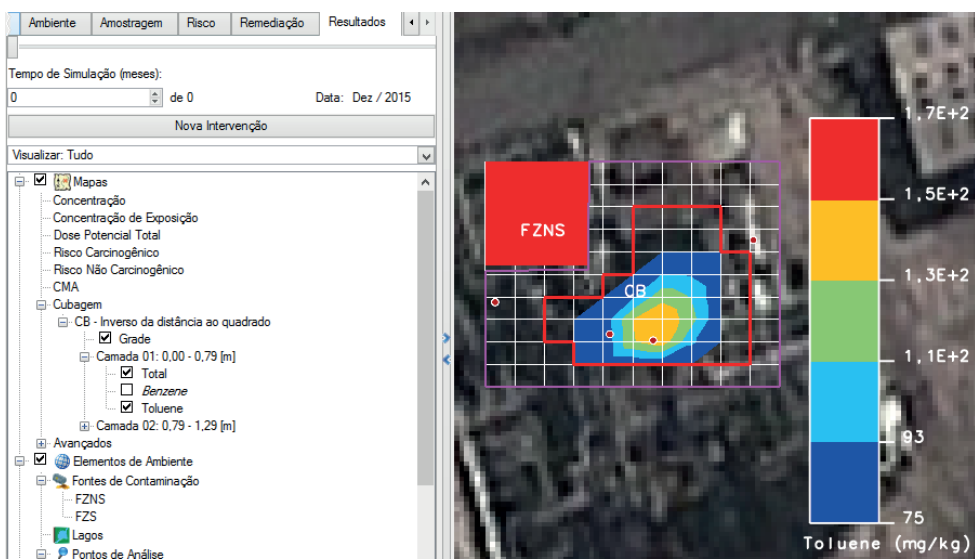 Ambiente
Amostragem
Risco
Remediação
Resultados
Tempo de Simulação (meses):
0
de 0
Data: Dez / 2015
Nova Intervenção
Visualizar: Tudo
Mapas
Concentração
Concentração de Exposição
Dose Potencial Total
Risco Carcinogênico
Risco Não Carcinogênico
CMA
Cubagem
CB - Inverso da distância ao quadrado
Grade
Camada 01: 0,00 - 0,79 [m]
Total
Benzene
Toluene
Camada 02: 0,79 - 1,29 [m]
Avançados
Elementos de Ambiente
Fontes de Contaminação
FZNS
FZS
Lagos
Pontos de Análise
FZNS
CB
1,7E+2
1,5E+2
1,3E+2
1,1E+2
93
75
Toluene (mg/kg)